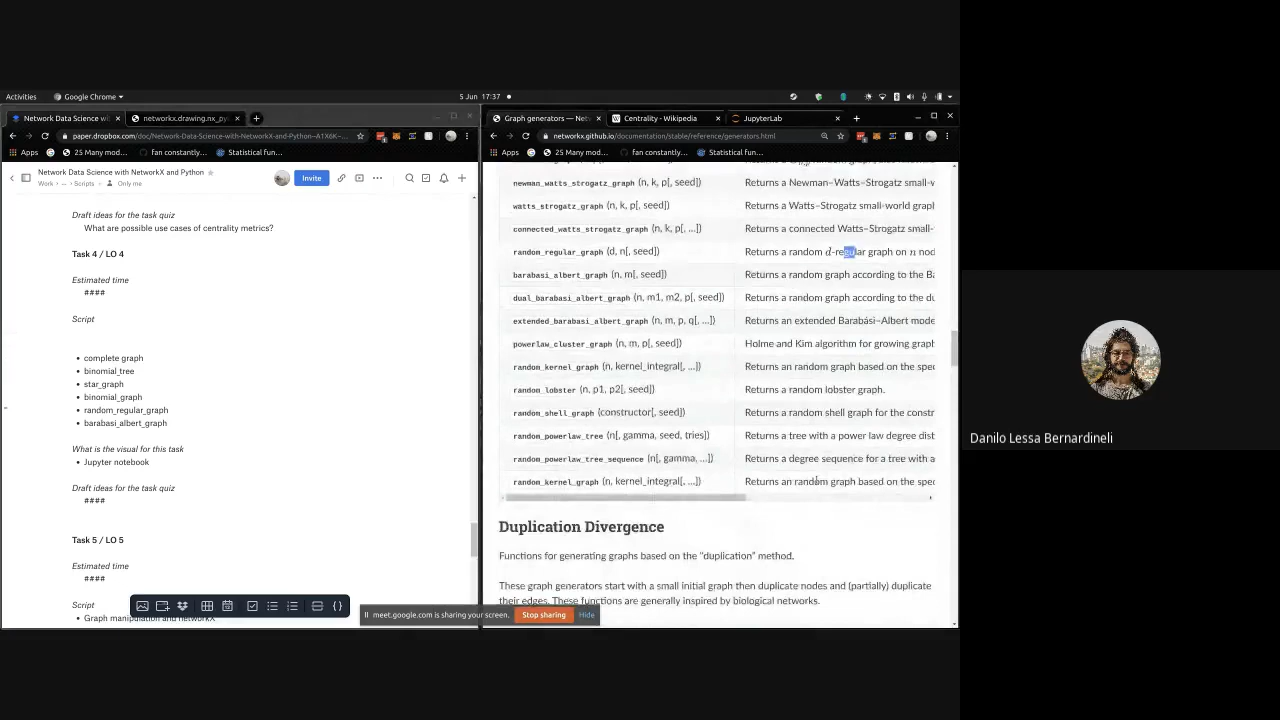 Activities
Google Chrome ▾
5 Jun 17:37
Network Data Science wi
networkx.drawing.nx_py
paper.dropbox.com/doc/Network-Data-Science-with-NetworkX-and-Python--A1X6K—...
Apps
25 Many mod...
fan constantly...
Statistical fun...
Network Data Science with NetworkX and Python
Work › — › Scripts
Only me
Invite
Draft ideas for the task quiz
What are possible use cases of centrality metrics?
Task 4 / LO 4
Estimated time
####
Script
• complete graph
• binomial_tree
• star_graph
• binomial_graph
• random_regular_graph
• barabasi_albert_graph
What is the visual for this task
• Jupyter notebook
Draft ideas for the task quiz
####
Task 5 / LO 5
Estimated time
####
Script
• Graph manipulation and networkX
meet.google.com is sharing your screen.
Stop sharing
Hide
Graph generators — Net
Centrality - Wikipedia
JupyterLab
networkx.github.io/documentation/stable/reference/generators.html
Apps
25 Many mod...
fan constantly...
Statistical fun...
newman_watts_strogatz_graph (n, k, p[, seed]) Returns a Newman–Watts–Strogatz small-w
watts_strogatz_graph (n, k, p[, seed]) Returns a Watts–Strogatz small-world graph
connected_watts_strogatz_graph (n, k, p[, ...]) Returns a connected Watts–Strogatz small-
random_regular_graph (d, n[, seed]) Returns a random d-regular graph on n nod
barabasi_albert_graph (n, m[, seed]) Returns a random graph according to the Ba
dual_barabasi_albert_graph (n, m1, m2, p[, seed]) Returns a random graph according to the du
extended_barabasi_albert_graph (n, m, p, q[, ...]) Returns an extended Barabási–Albert mode
powerlaw_cluster_graph (n, m, p[, seed]) Holme and Kim algorithm for growing graph
random_kernel_graph (n, kernel_integral[, ...]) Returns an random graph based on the spec
random_lobster (n, p1, p2[, seed]) Returns a random lobster graph.
random_shell_graph (constructor[, seed]) Returns a random shell graph for the constr
random_powerlaw_tree (n[, gamma, seed, tries]) Returns a tree with a power law degree dist
random_powerlaw_tree_sequence (n[, gamma, ...]) Returns a degree sequence for a tree with a
random_kernel_graph (n, kernel_integral[, ...]) Returns an random graph based on the spec
Duplication Divergence
Functions for generating graphs based on the "duplication" method.
These graph generators start with a small initial graph then duplicate nodes and (partially) duplicate
their edges. These functions are generally inspired by biological networks.
Danilo Lessa Bernardineli